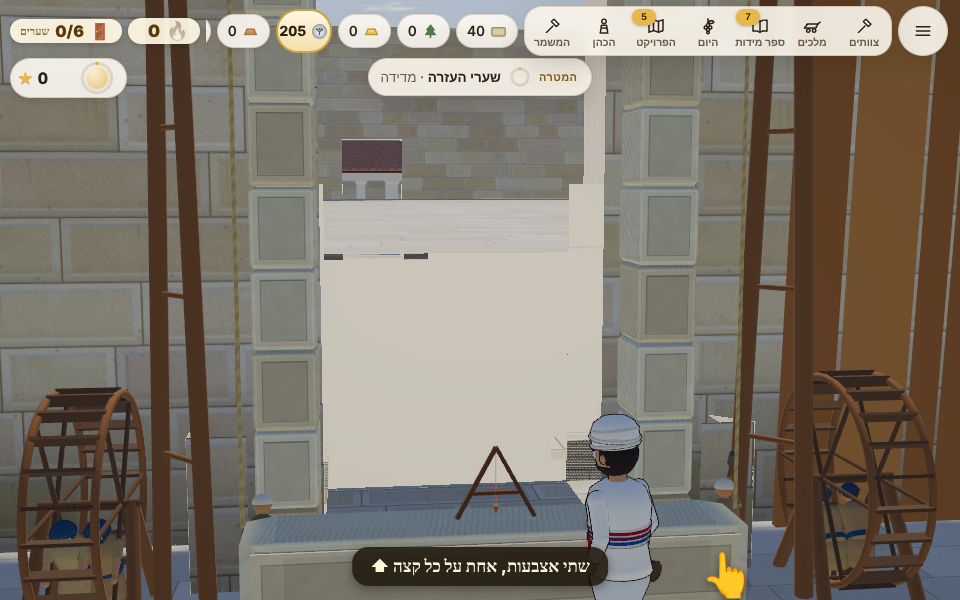 צוותים
מלכים
7
ספר מידות
היום
5
הפרויקט
הכהן
המשמר
40
0
0
205
0
0
0/6 שערים
0
המטרה שערי העזרה · מדידה
שתי אצבעות, אחת על כל קצה